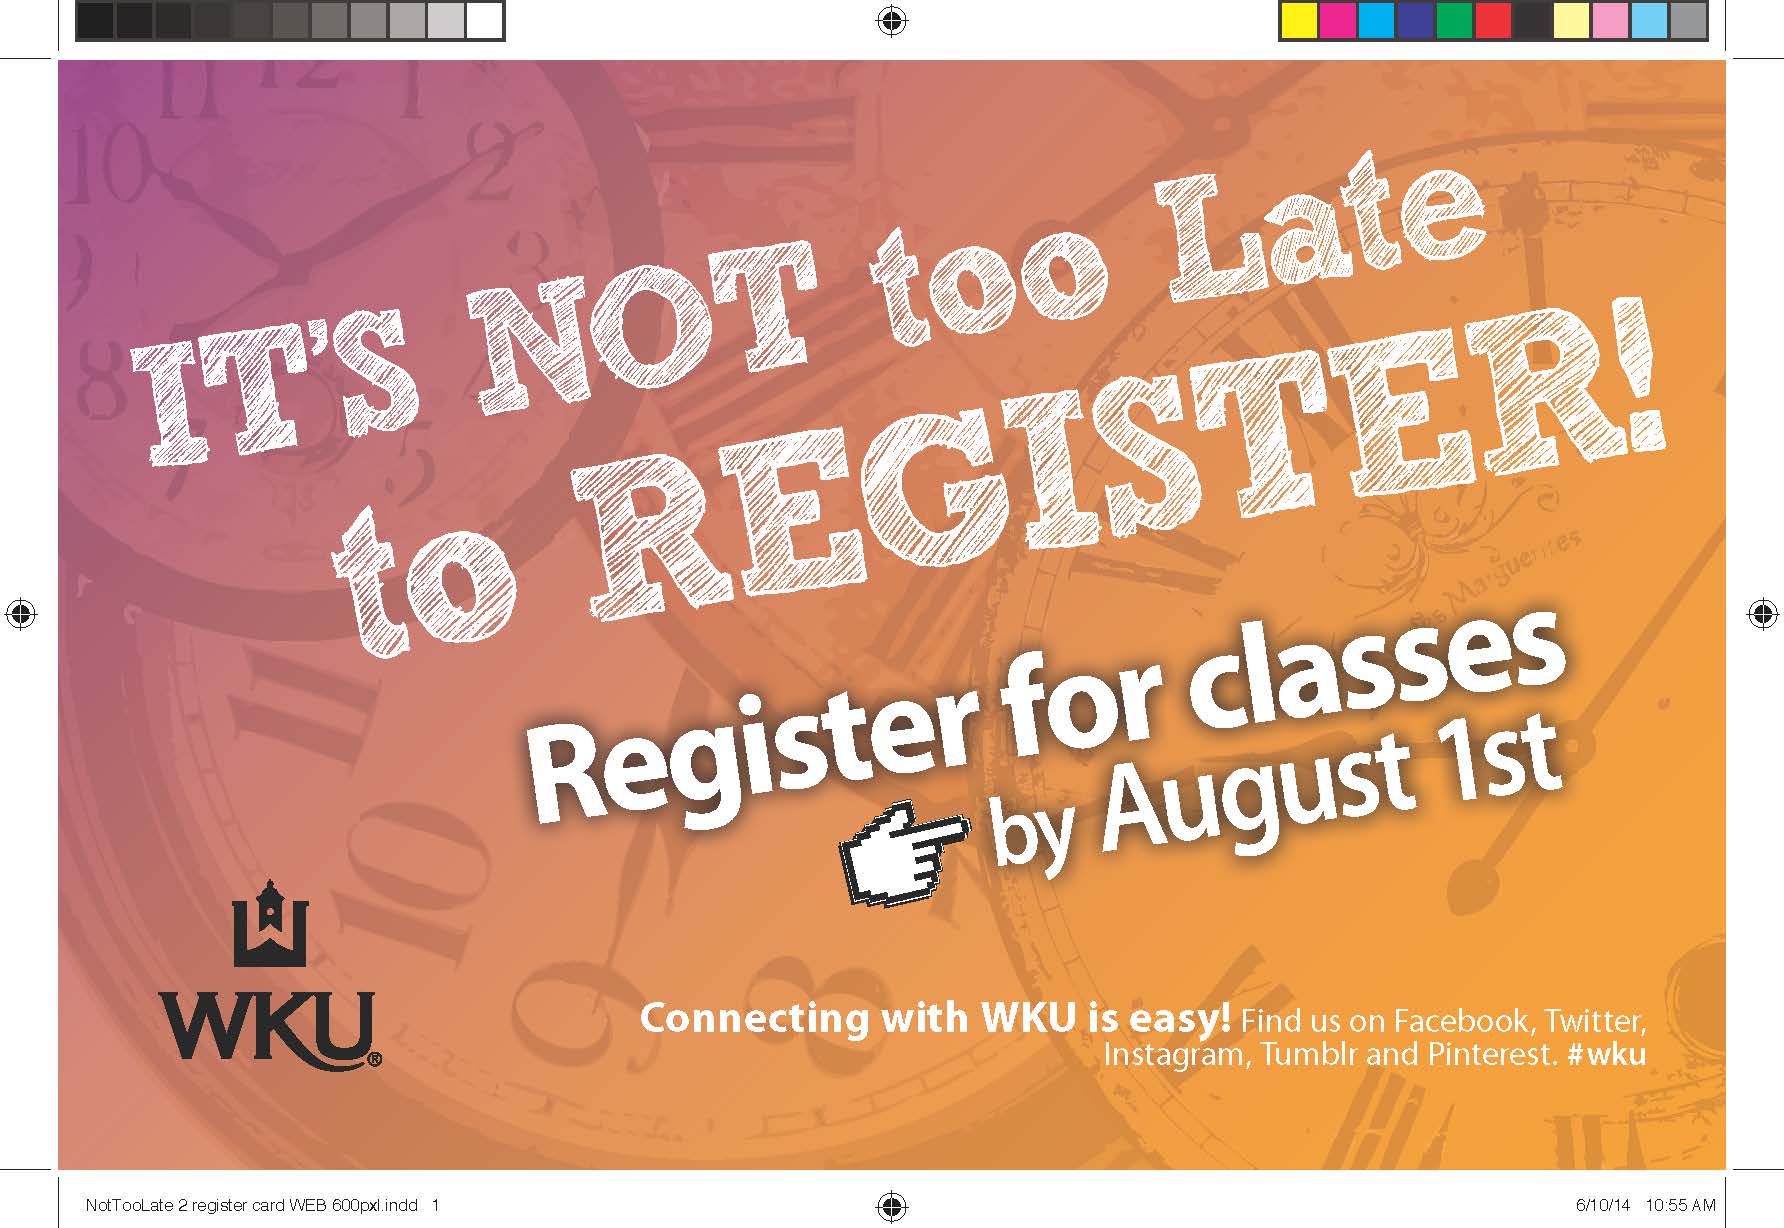 IT'S NOT too Late
to REGISTER!
Register for classes
by August 1st
WKU®
Connecting with WKU is easy! Find us on Facebook, Twitter,
Instagram, Tumblr and Pinterest. #wku
NotTooLate 2 register card WEB 600pxl.indd 1
6/10/14 10:55 AM